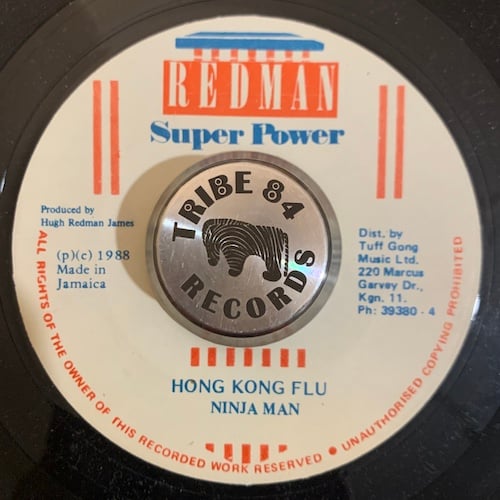 REDMAN
Super Power
Produced by
Hugh Redman James
(p)(c) 1988
Made in
Jamaica
TRIBE 84
RECORDS
Dist. by
Tuff Gong
Music Ltd.
220 Marcus
Garvey Dr.,
Kgn. 11.
Ph: 39380 - 4
HONG KONG FLU
NINJA MAN
ALL RIGHTS OF THE OWNER OF THIS RECORDED WORK RESERVED • UNAUTHORISED COPYING PROHIBITED